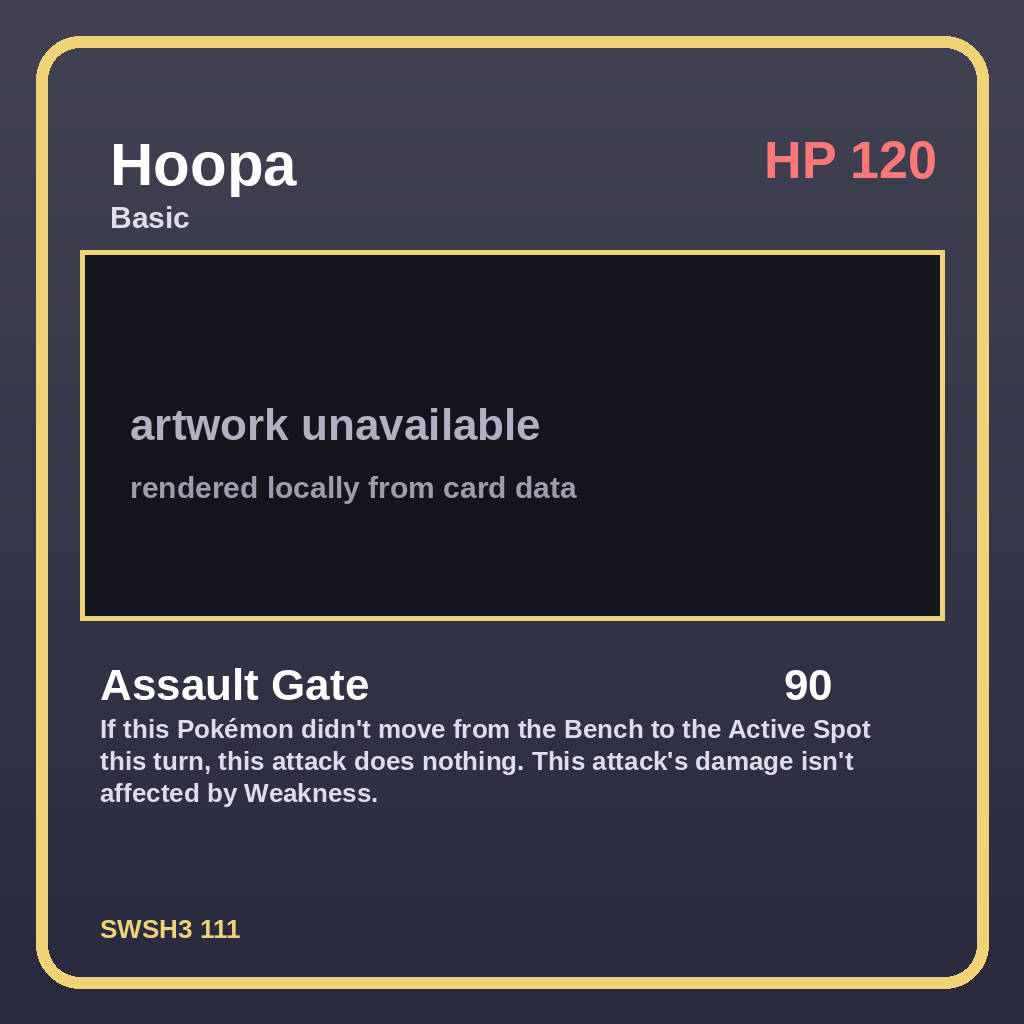 Hoopa
HP 120
Basic
artwork unavailable
rendered locally from card data
Assault Gate
90
If this Pokémon didn't move from the Bench to the Active Spot
this turn, this attack does nothing. This attack's damage isn't
affected by Weakness.
SWSH3 111